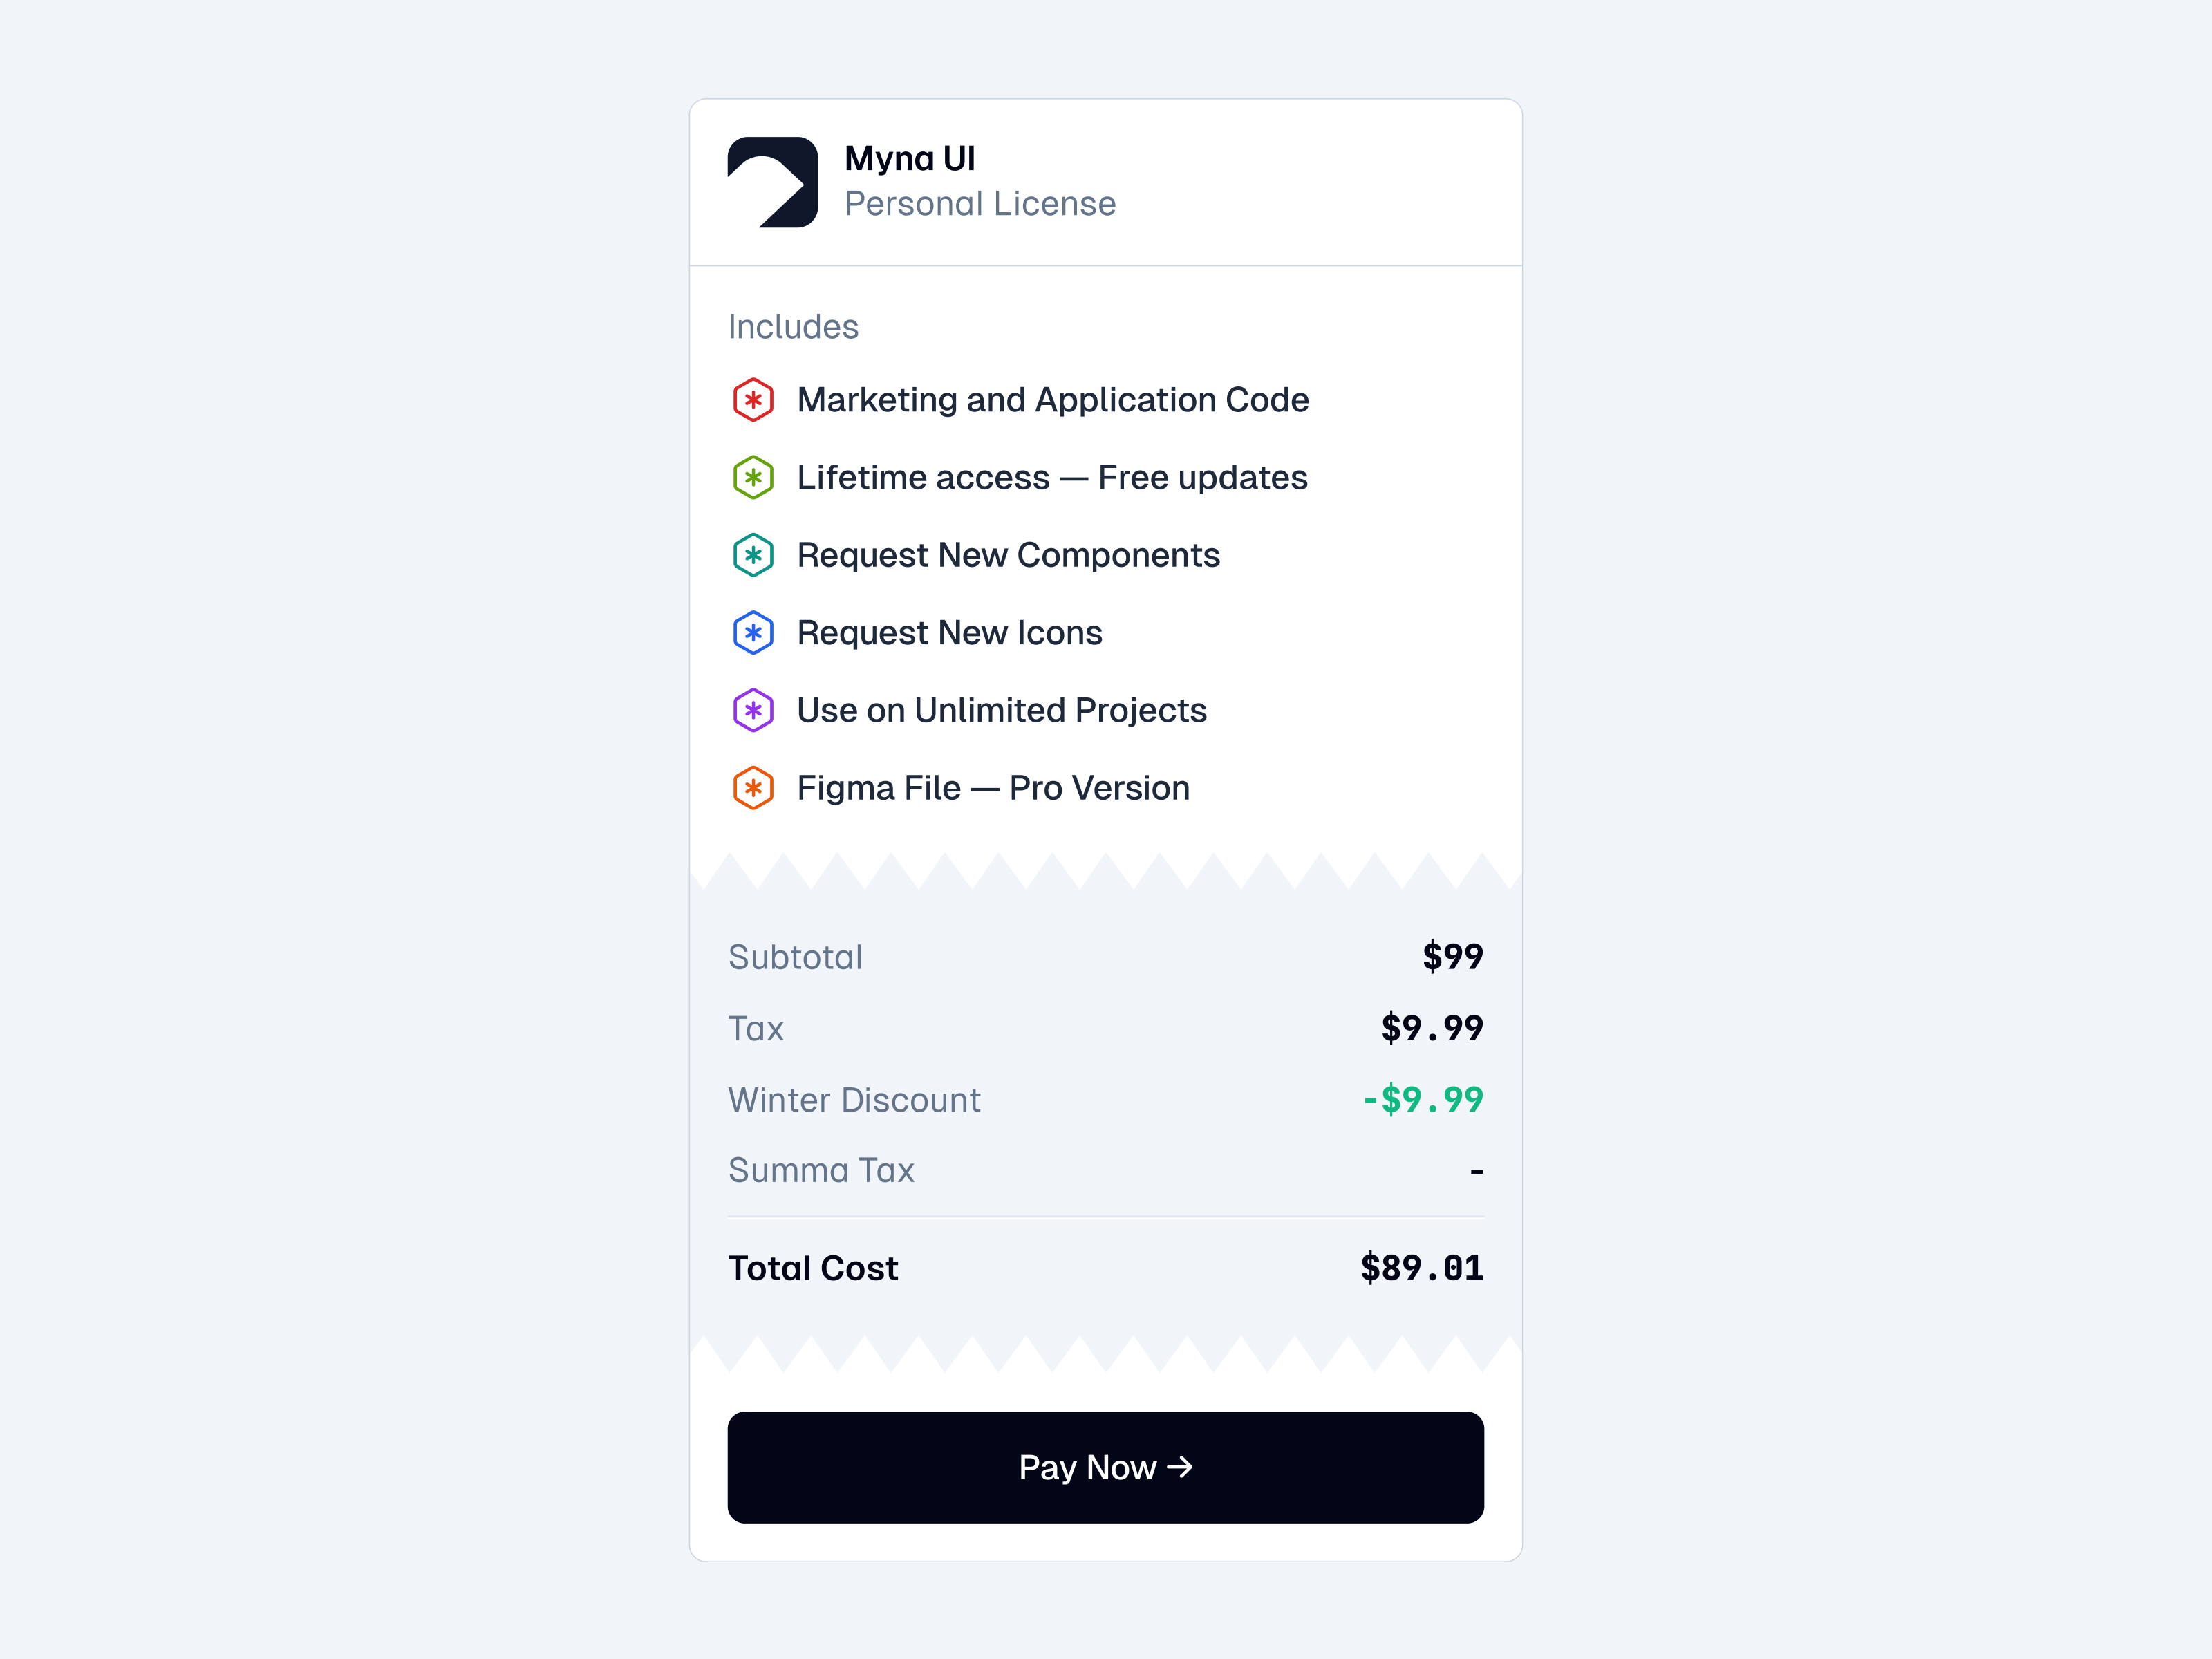 Myna UI
Personal License
Includes
Marketing and Application Code
Lifetime access — Free updates
Request New Components
Request New Icons
Use on Unlimited Projects
Figma File — Pro Version
Subtotal $99
Tax $9.99
Winter Discount -$9.99
Summa Tax -
Total Cost $89.01
Pay Now →